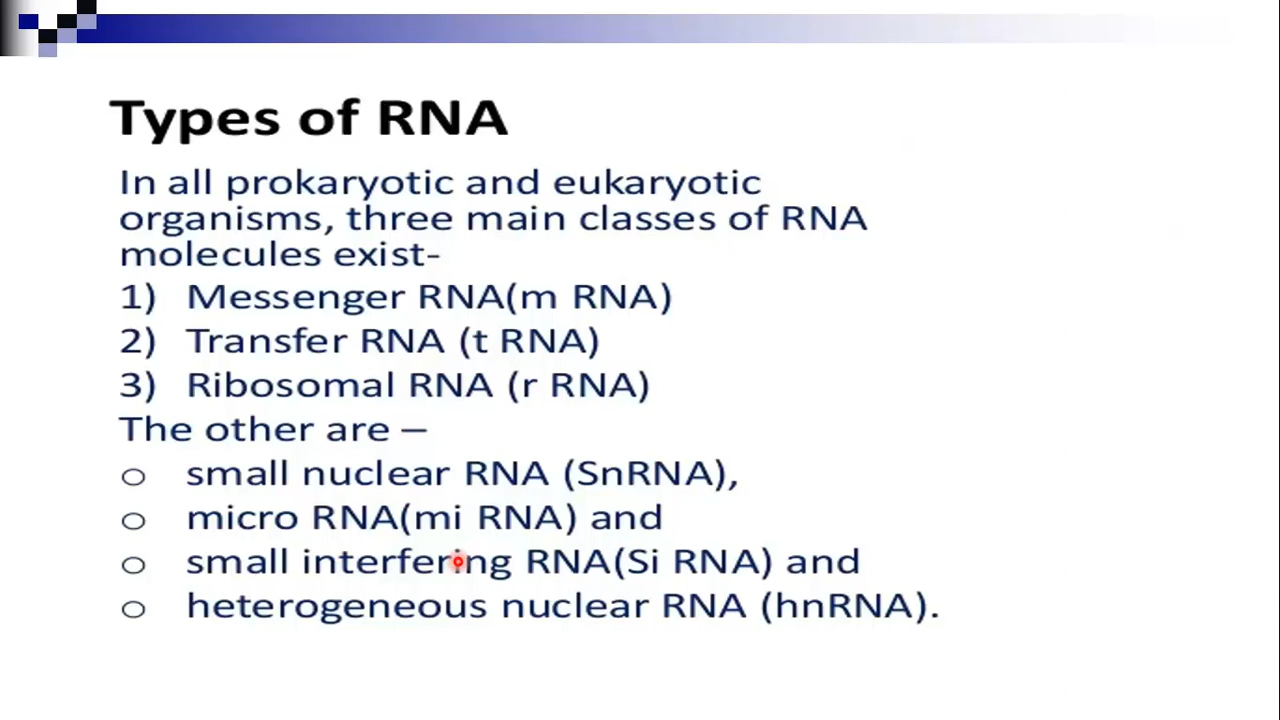 Types of RNA
In all prokaryotic and eukaryotic
organisms, three main classes of RNA
molecules exist-
1) Messenger RNA(m RNA)
2) Transfer RNA (t RNA)
3) Ribosomal RNA (r RNA)
The other are –
o small nuclear RNA (SnRNA),
o micro RNA(mi RNA) and
o small interfering RNA(Si RNA) and
o heterogeneous nuclear RNA (hnRNA).